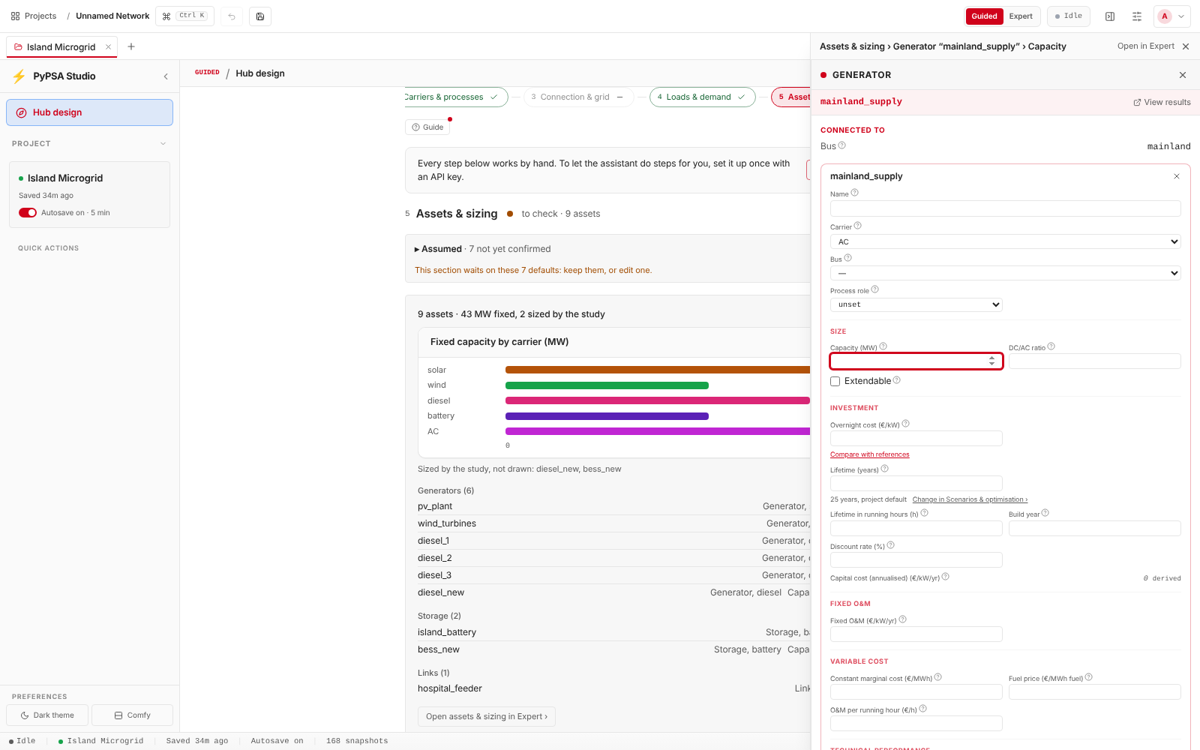 Projects / Unnamed Network ⌘ Ctrl K Guided Expert Idle A
Island Microgrid × +
PyPSA Studio
Hub design
PROJECT
Island Microgrid
Saved 34m ago
Autosave on · 5 min
QUICK ACTIONS
PREFERENCES
Dark theme Comfy
GUIDED / Hub design
Carriers & processes ✓ 3 Connection & grid – 4 Loads & demand ✓ 5 Asset
Guide
Every step below works by hand. To let the assistant do steps for you, set it up once with
an API key.
5 Assets & sizing to check · 9 assets
▸ Assumed · 7 not yet confirmed
This section waits on these 7 defaults: keep them, or edit one.
9 assets · 43 MW fixed, 2 sized by the study
Fixed capacity by carrier (MW)
solar
wind
diesel
battery
AC
0
Sized by the study, not drawn: diesel_new, bess_new
Generators (6)
pv_plant Generator,
wind_turbines Generator,
diesel_1 Generator,
diesel_2 Generator,
diesel_3 Generator,
diesel_new Generator, diesel Capa
Storage (2)
island_battery Storage, ba
bess_new Storage, battery Capa
Links (1)
hospital_feeder Link
Open assets & sizing in Expert ›
Assets & sizing › Generator “mainland_supply” › Capacity Open in Expert ×
GENERATOR ×
mainland_supply View results
CONNECTED TO
Bus ? mainland
mainland_supply ×
Name ?
Carrier ?
AC
Bus ?
—
Process role ?
unset
SIZE
Capacity (MW) ? DC/AC ratio ?
Extendable ?
INVESTMENT
Overnight cost (€/kW) ?
Compare with references
Lifetime (years) ?
25 years, project default Change in Scenarios & optimisation ›
Lifetime in running hours (h) ? Build year ?
Discount rate (%) ?
Capital cost (annualised) (€/kW/yr) ? 0 derived
FIXED O&M
Fixed O&M (€/kW/yr) ?
VARIABLE COST
Constant marginal cost (€/MWh) ? Fuel price (€/MWh fuel) ?
O&M per running hour (€/h) ?
TECHNICAL PERFORMANCE
Idle Island Microgrid Saved 34m ago Autosave on 168 snapshots